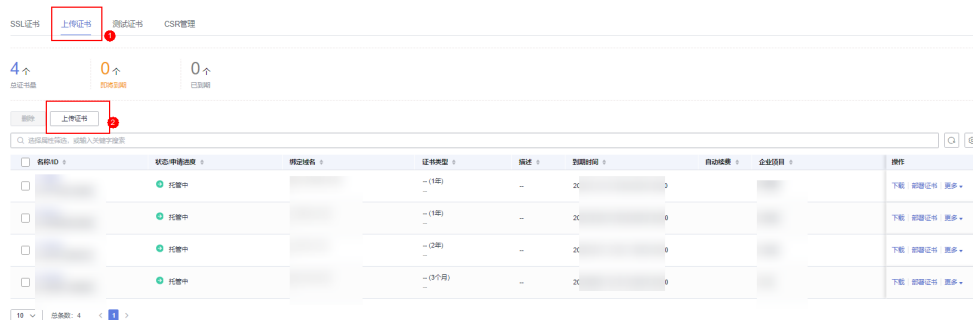 SSL证书 上传证书 测试证书 CSR管理
1
4个 0个 0个
总证书量 即将到期 已到期
删除 上传证书
2
选择属性筛选，或输入关键字搜索
名称/ID 状态/申请进度 绑定域名 证书类型 描述 到期时间 自动续费 企业项目 操作
托管中 -- (1年) -- 20 0 下载 部署证书 更多
--
托管中 -- (1年) -- 20 0 下载 部署证书 更多
--
托管中 -- (2年) -- 20 0 下载 部署证书 更多
--
托管中 -- (3个月) -- 20 0 下载 部署证书 更多
--
10 总条数: 4 < 1 >